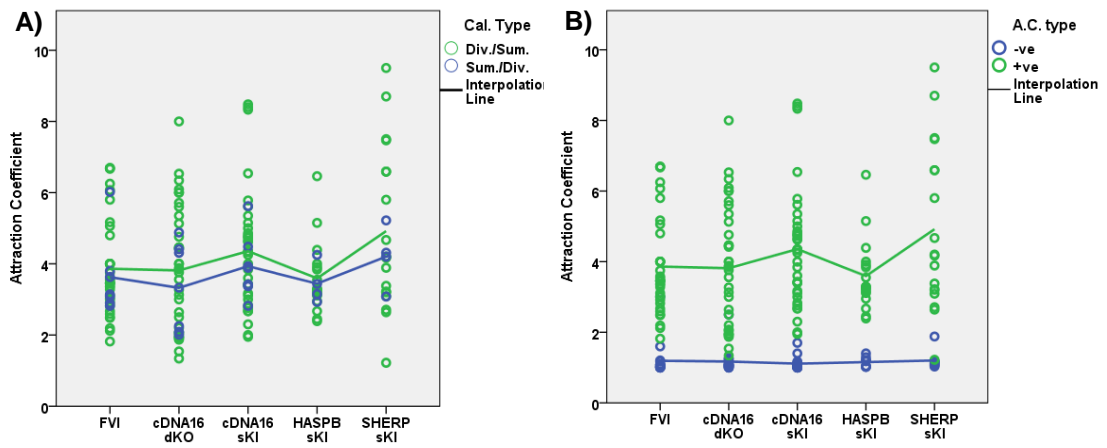 A)
Cal. Type
Div./Sum.
Sum./Div.
Interpolation
Line
Attraction Coefficient
10
8
6
4
2
0
FVI
cDNA16
dKO
cDNA16
sKI
HASPB
sKI
SHERP
sKI
B)
A.C. type
-ve
+ve
Interpolation
Line
Attraction Coefficient
10
8
6
4
2
0
FVI
cDNA16
dKO
cDNA16
sKI
HASPB
sKI
SHERP
sKI